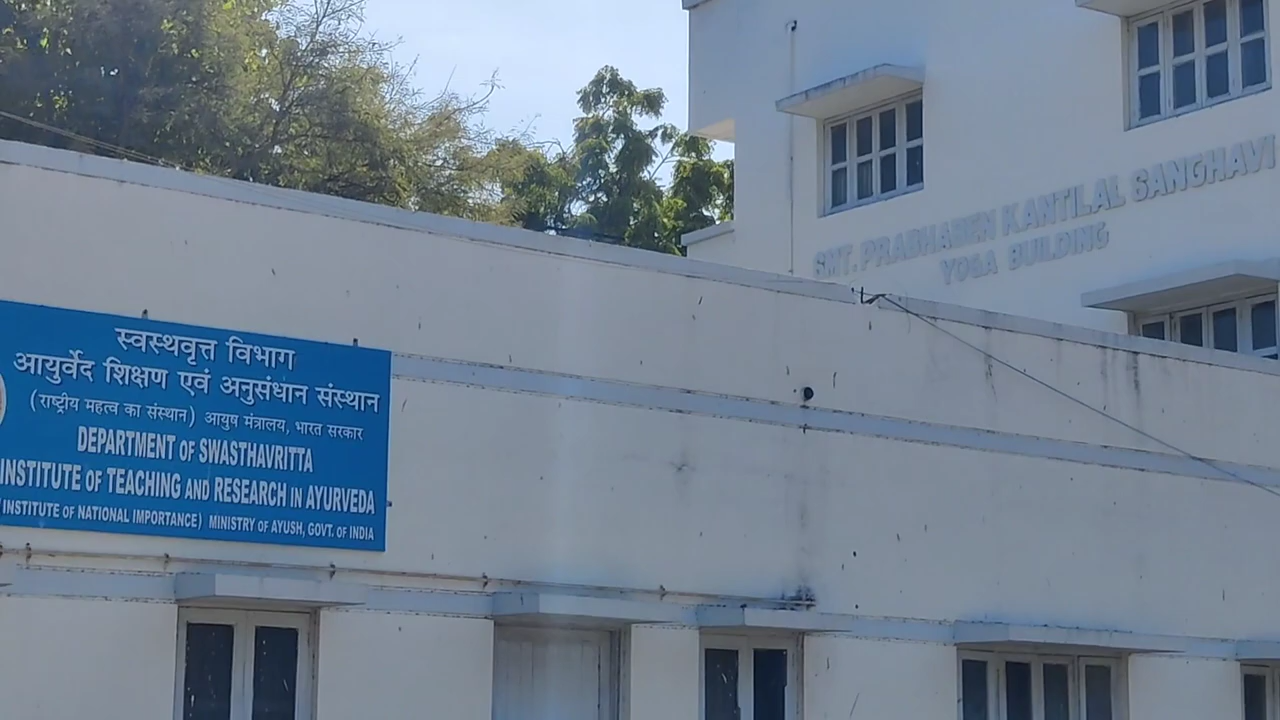 स्वस्थवृत्त विभाग
आयुर्वेद शिक्षण एवं अनुसंधान संस्थान
(राष्ट्रीय महत्व का संस्थान) आयुष मंत्रालय, भारत सरकार
DEPARTMENT OF SWASTHAVRITTA
INSTITUTE OF TEACHING AND RESEARCH IN AYURVEDA
INSTITUTE OF NATIONAL IMPORTANCE) MINISTRY OF AYUSH, GOVT. OF INDIA
SMT. PRABHABEN KANTILAL SANGHAVI
YOGA BUILDING